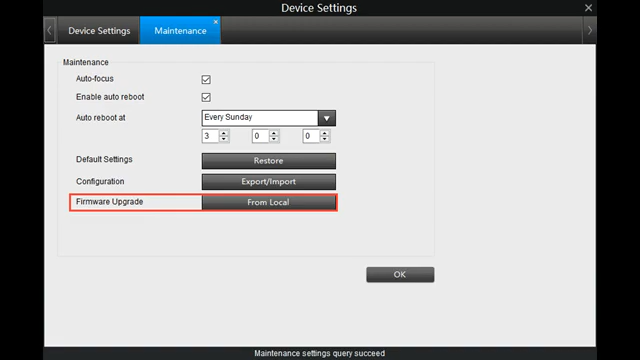 Device Settings
Device Settings
Maintenance
Maintenance
Auto-focus
Enable auto reboot
Auto reboot at
Every Sunday
3 0 0
Default Settings
Restore
Configuration
Export/Import
Firmware Upgrade
From Local
OK
Maintenance settings query succeed